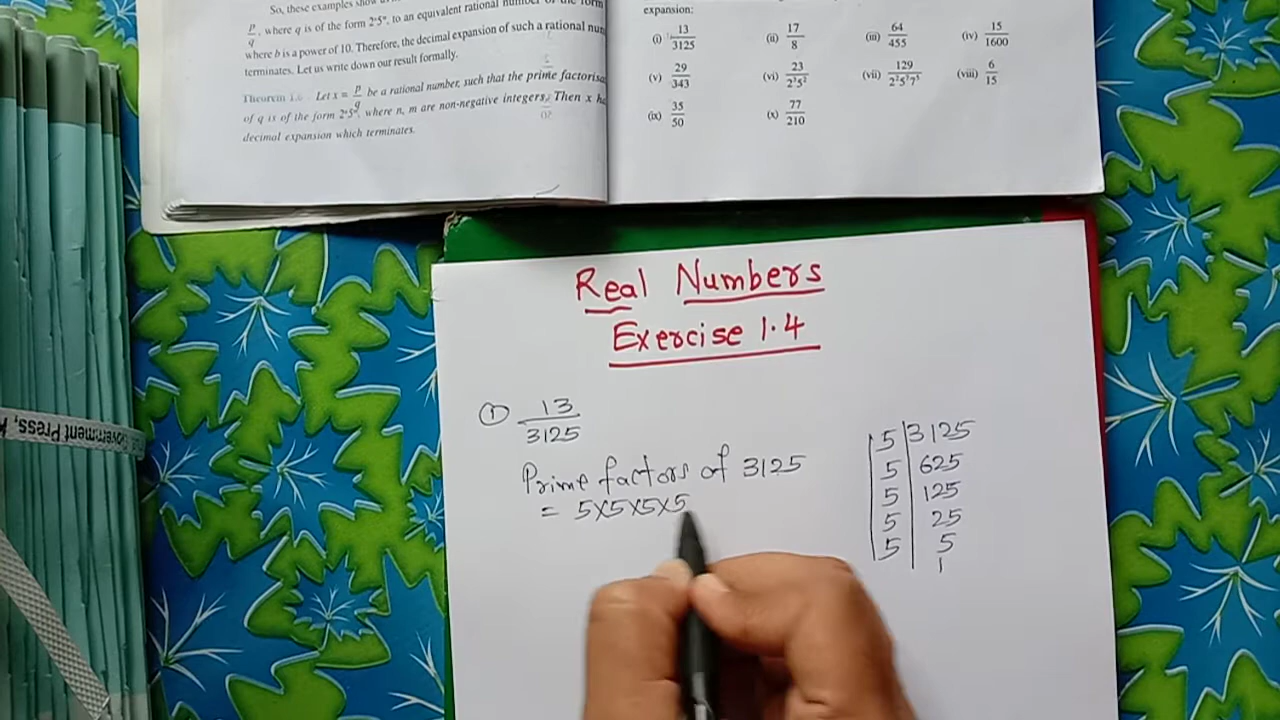 So, these examples show
p/q, where q is of the form 2ⁿ5ᵐ, to an equivalent rational number of the form
where b is a power of 10. Therefore, the decimal expansion of such a rational
terminates. Let us write down our result formally.
Theorem 1.6 Let x = p/q be a rational number, such that the prime
of q is of the form 2ⁿ5ᵐ, where n, m are non-negative integers. Then x
decimal expansion which terminates.
expansion:
(i) 13/3125 (ii) 17/8 (iii) 64/455 (iv) 15/1600
(v) 29/343 (vi) 23/2³5² (vii) 129/2²5⁷7⁵ (viii) 6/15
(ix) 35/50 (x) 77/210
Government Press,
Real Numbers
Exercise 1.4
① 13/3125
Prime factors of 3125
= 5×5×5×5
5 3125
5 625
5 125
5 25
5 5
1